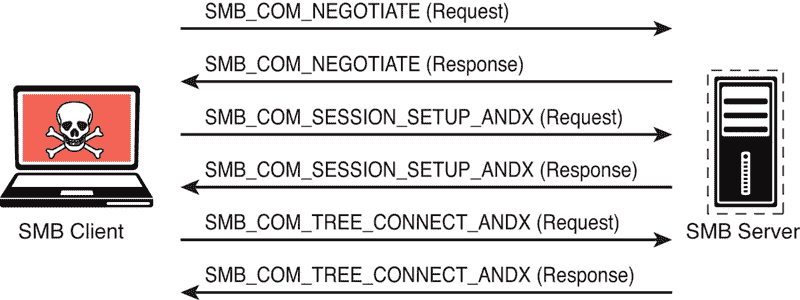 SMB_COM_NEGOTIATE (Request)
SMB_COM_NEGOTIATE (Response)
SMB_COM_SESSION_SETUP_ANDX (Request)
SMB_COM_SESSION_SETUP_ANDX (Response)
SMB Client
SMB_COM_TREE_CONNECT_ANDX (Request)
SMB Server
SMB_COM_TREE_CONNECT_ANDX (Response)